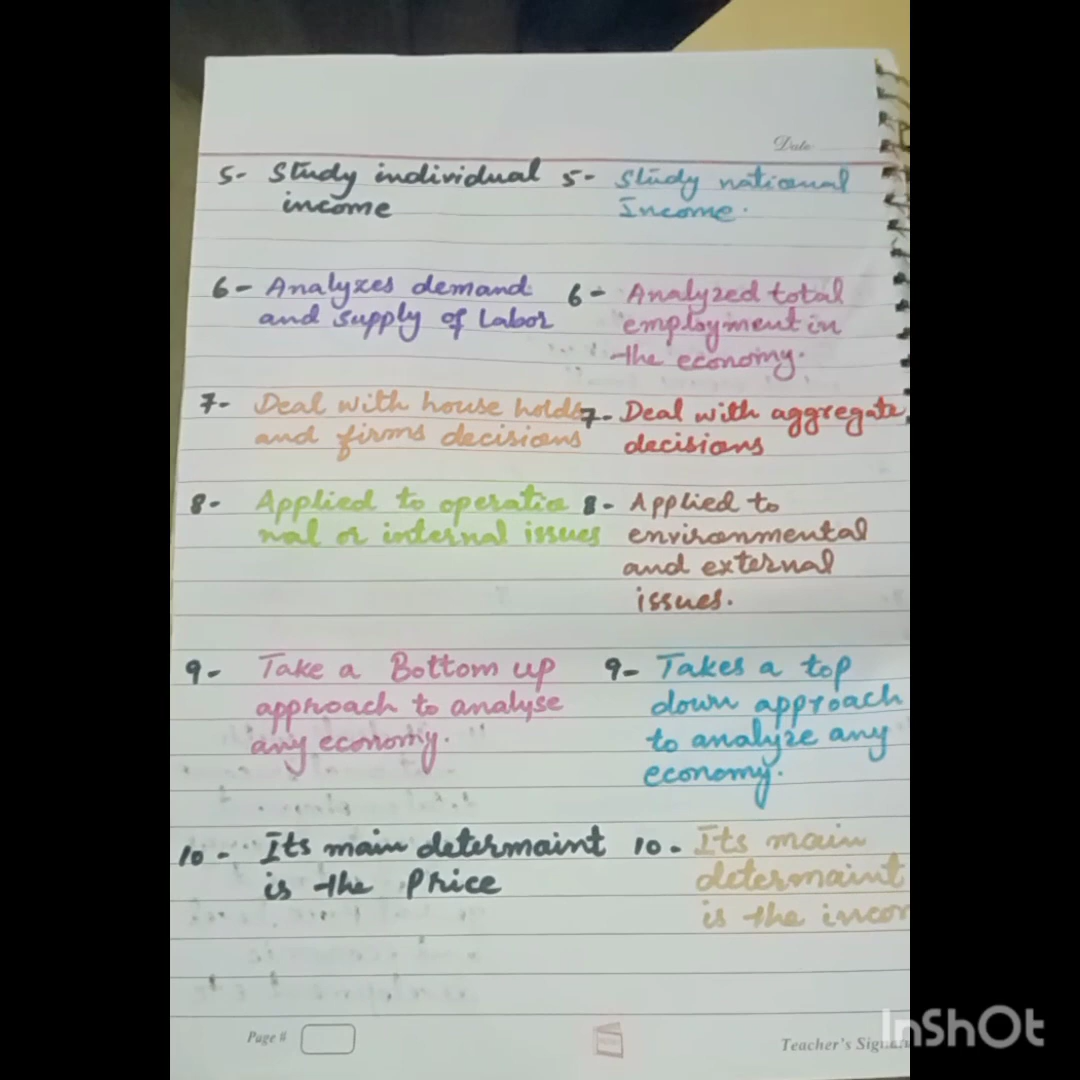 Date
5- Study individual
income
5- Study national
Income.
6- Analyzes demand
and supply of Labor
6- Analyzed total
employment in
the economy.
7- Deal with house holds
and firms decisions
7- Deal with aggregate
decisions
8- Applied to operatio
nal or internal issues
8- Applied to
environmental
and external
issues.
9- Take a Bottom up
approach to analyse
any economy.
9- Takes a top
down approach
to analyze any
economy.
10- Its main determaint
is the Price
10- Its main
determaint
is the incom
Page #
Teacher's Signa
InShOt